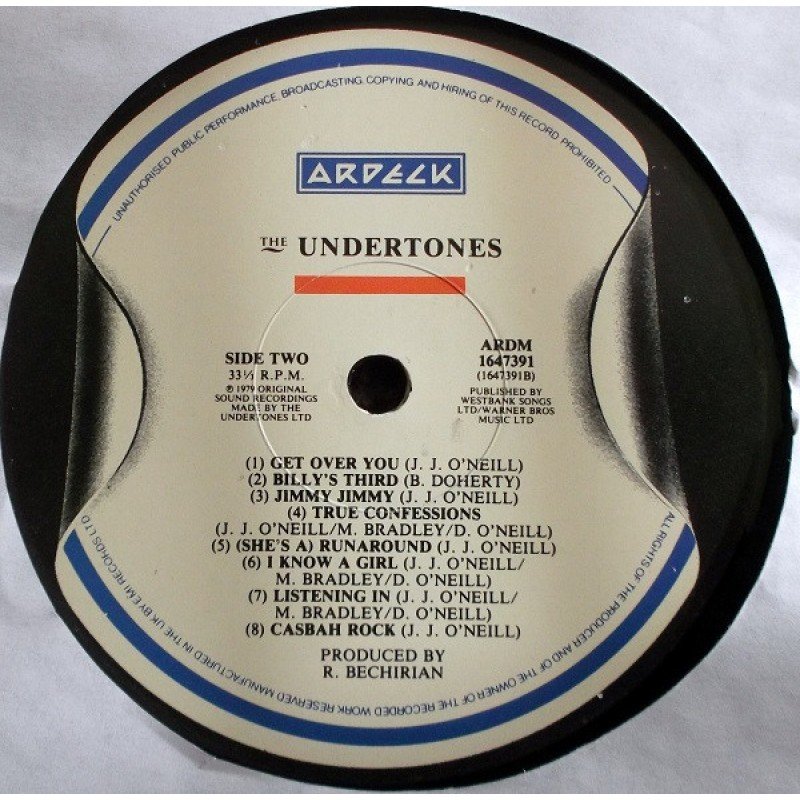 UNAUTHORISED PUBLIC PERFORMANCE, BROADCASTING, COPYING AND HIRING OF THIS RECORD PROHIBITED
ARDECK
THE UNDERTONES
SIDE TWO
33⅓ R.P.M.
℗ 1979 ORIGINAL
SOUND RECORDINGS
MADE BY THE
UNDERTONES LTD
ARDM
1647391
(1647391B)
PUBLISHED BY
WESTBANK SONGS
LTD/WARNER BROS
MUSIC LTD
(1) GET OVER YOU (J. J. O'NEILL)
(2) BILLY'S THIRD (B. DOHERTY)
(3) JIMMY JIMMY (J. J. O'NEILL)
(4) TRUE CONFESSIONS
(J. J. O'NEILL/M. BRADLEY/D. O'NEILL)
(5) (SHE'S A) RUNAROUND (J. J. O'NEILL)
(6) I KNOW A GIRL (J. J. O'NEILL/
M. BRADLEY/D. O'NEILL)
(7) LISTENING IN (J. J. O'NEILL/
M. BRADLEY/D. O'NEILL)
(8) CASBAH ROCK (J. J. O'NEILL)
PRODUCED BY
R. BECHIRIAN
ALL RIGHTS OF THE PRODUCER AND OF THE OWNER OF THE RECORDED WORK RESERVED MANUFACTURED IN THE UK BY EMI RECORDS LTD